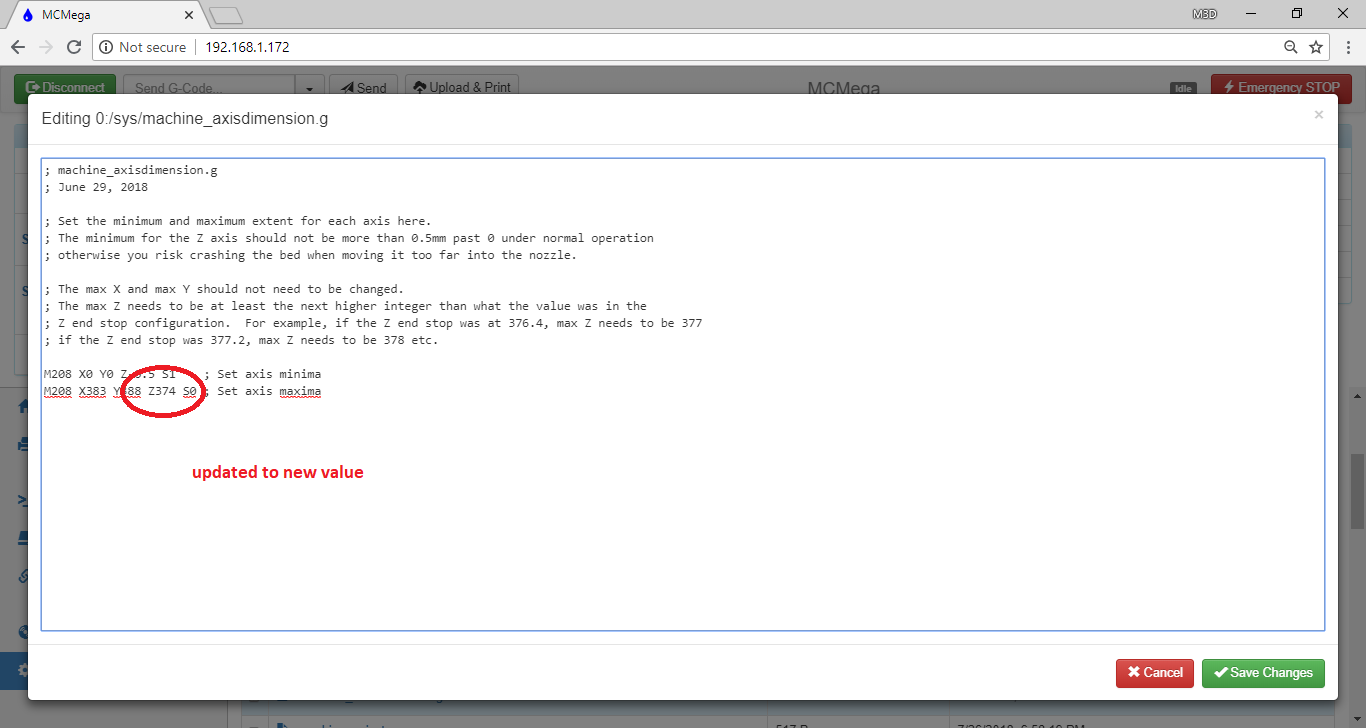 MCMega
M3D
Not secure
192.168.1.172
Disconnect
Send G-Code...
Send
Upload & Print
MCMega
Idle
Emergency STOP
Editing 0:/sys/machine_axisdimension.g
×
; machine_axisdimension.g
; June 29, 2018
; Set the minimum and maximum extent for each axis here.
; The minimum for the Z axis should not be more than 0.5mm past 0 under normal operation
; otherwise you risk crashing the bed when moving it too far into the nozzle.
; The max X and max Y should not need to be changed.
; The max Z needs to be at least the next higher integer than what the value was in the
; Z end stop configuration.  For example, if the Z end stop was at 376.4, max Z needs to be 377
; if the Z end stop was 377.2, max Z needs to be 378 etc.
M208 X0 Y0 S1 ; Set axis minima
M208 X383 Z374 S0 ; Set axis maxima
updated to new value
Cancel
Save Changes